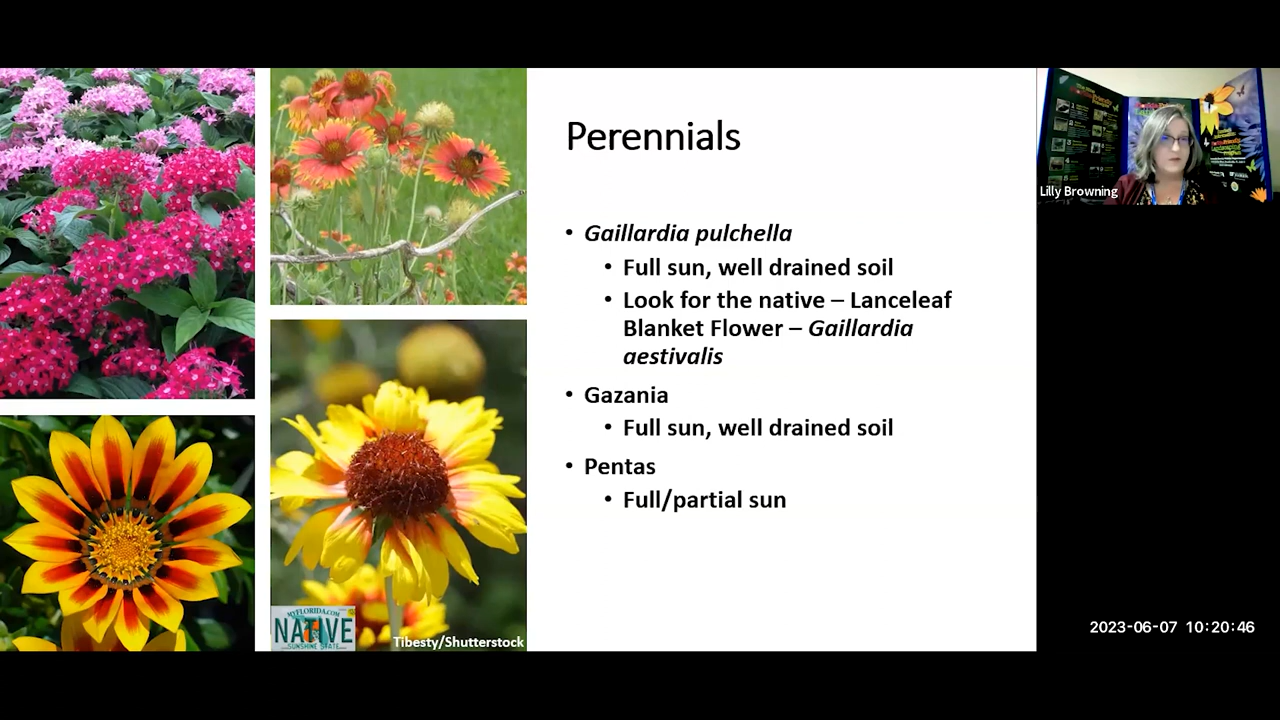 Perennials
• Gaillardia pulchella
• Full sun, well drained soil
• Look for the native – Lanceleaf
Blanket Flower – Gaillardia
aestivalis
• Gazania
• Full sun, well drained soil
• Pentas
• Full/partial sun
MYFLORIDA.COM
NATIVE
SUNSHINE STATE
Tibesty/Shutterstock
Lilly Browning
2023-06-07 10:20:46